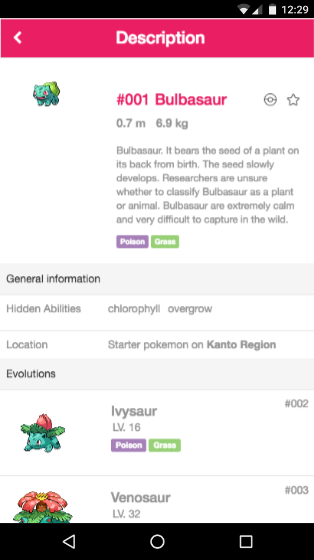 12:29
Description
#001 Bulbasaur
0.7 m 6.9 kg
Bulbasaur. It bears the seed of a plant on
its back from birth. The seed slowly
develops. Researchers are unsure
whether to classify Bulbasaur as a plant
or animal. Bulbasaur are extremely calm
and very difficult to capture in the wild.
Poison Grass
General information
Hidden Abilities chlorophyll overgrow
Location Starter pokemon on Kanto Region
Evolutions
Ivysaur #002
LV. 16
Poison Grass
Venosaur #003
LV. 32